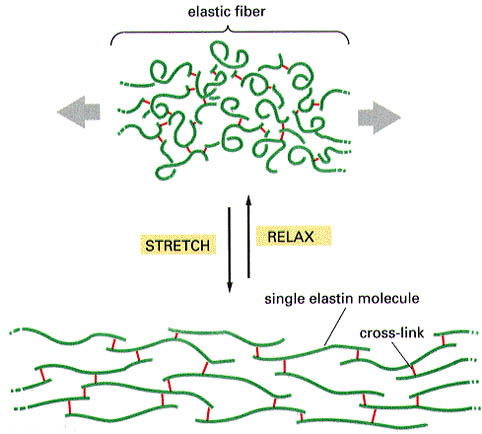 elastic fiber
STRETCH
RELAX
single elastin molecule
cross-link